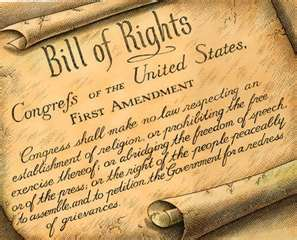 Bill of Rights
Congrefs OF THE United States,
FIRST AMENDMENT
Congress shall make no law respecting an
establishment of religion, or prohibiting the free
exercise thereof; or abridging the freedom of speech,
or of the press; or the right of the people peaceably
to assemble, and to petition the Government for a redress
of grievances.